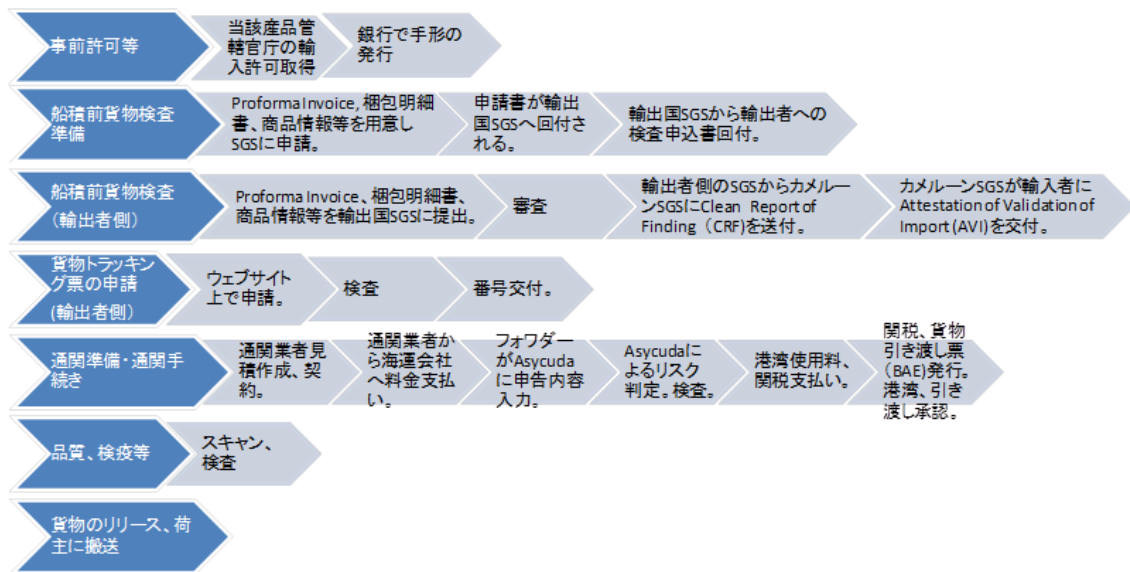 事前許可等
当該産品管
轄官庁の輸
入許可取得
銀行で手形の
発行
船積前貨物検査
準備
Proforma Invoice, 梱包明細
書、商品情報等を用意し
SGSに申請。
申請書が輸出
国SGSへ回付さ
れる。
輸出国SGSから輸出者への
検査申込書回付。
船積前貨物検査
（輸出者側）
Proforma Invoice、梱包明細書、
商品情報等を輸出国SGSに提出。
審査
輸出者側のSGSからカメルー
ンSGSにClean Report of
Finding （CRF)を送付。
カメルーンSGSが輸入者に
Attestation of Validation of
Import (AVI)を交付。
貨物トラッキン
グ票の申請
(輸出者側）
ウェブサイト
上で申請。
検査
番号交付。
通関準備・通関手
続き
通関業者見
積作成、契
約。
通関業者か
ら海運会社
へ料金支払
い。
フォワダー
がAsycuda
に申告内容
入力。
Asycudaに
よるリスク
判定。検査。
港湾使用料、
関税支払い。
関税、貨物
引き渡し票
（BAE)発行。
港湾、引き
渡し承認。
品質、検疫等
スキャン、
検査
貨物のリリース、荷
主に搬送